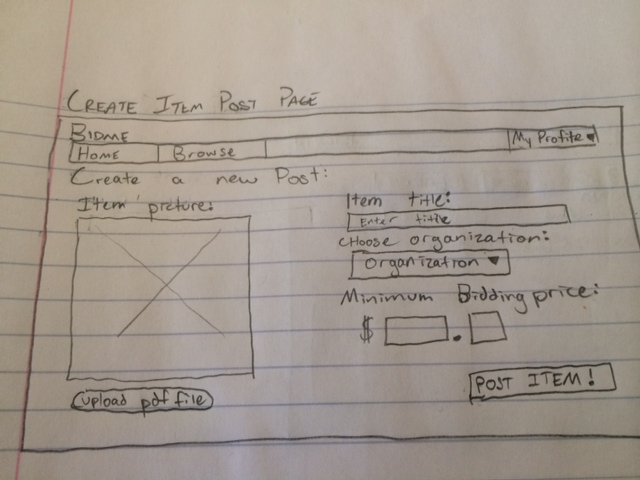 CREATE ITEM POST PAGE
BIDME
HOME Browse My Profile
Create a new Post:
Item picture:
Item title:
Enter title
CHOOSE organization:
Organization
Minimum Bidding price:
$ .
upload pdf file
POST ITEM!